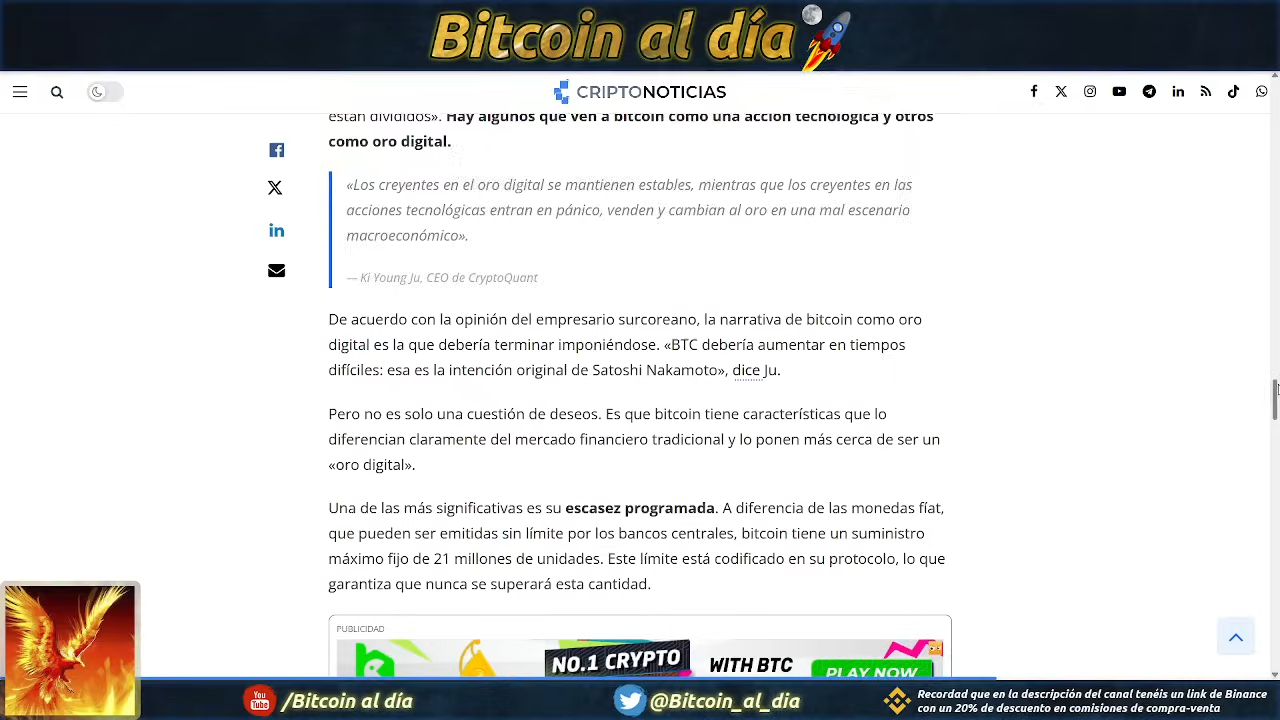 Bitcoin al día
CRIPTONOTICIAS
están divididos». Hay algunos que ven a bitcoin como una acción tecnológica y otros
como oro digital.
«Los creyentes en el oro digital se mantienen estables, mientras que los creyentes en las
acciones tecnológicas entran en pánico, venden y cambian al oro en una mal escenario
macroeconómico».
— Ki Young Ju, CEO de CryptoQuant
De acuerdo con la opinión del empresario surcoreano, la narrativa de bitcoin como oro
digital es la que debería terminar imponiéndose. «BTC debería aumentar en tiempos
difíciles: esa es la intención original de Satoshi Nakamoto», dice Ju.
Pero no es solo una cuestión de deseos. Es que bitcoin tiene características que lo
diferencian claramente del mercado financiero tradicional y lo ponen más cerca de ser un
«oro digital».
Una de las más significativas es su escasez programada. A diferencia de las monedas fíat,
que pueden ser emitidas sin límite por los bancos centrales, bitcoin tiene un suministro
máximo fijo de 21 millones de unidades. Este límite está codificado en su protocolo, lo que
garantiza que nunca se superará esta cantidad.
PUBLICIDAD
NO.1 CRYPTO WITH BTC PLAY NOW
You Tube /Bitcoin al día @Bitcoin_al_dia
Recordad que en la descripción del canal tenéis un link de Binance
con un 20% de descuento en comisiones de compra-venta